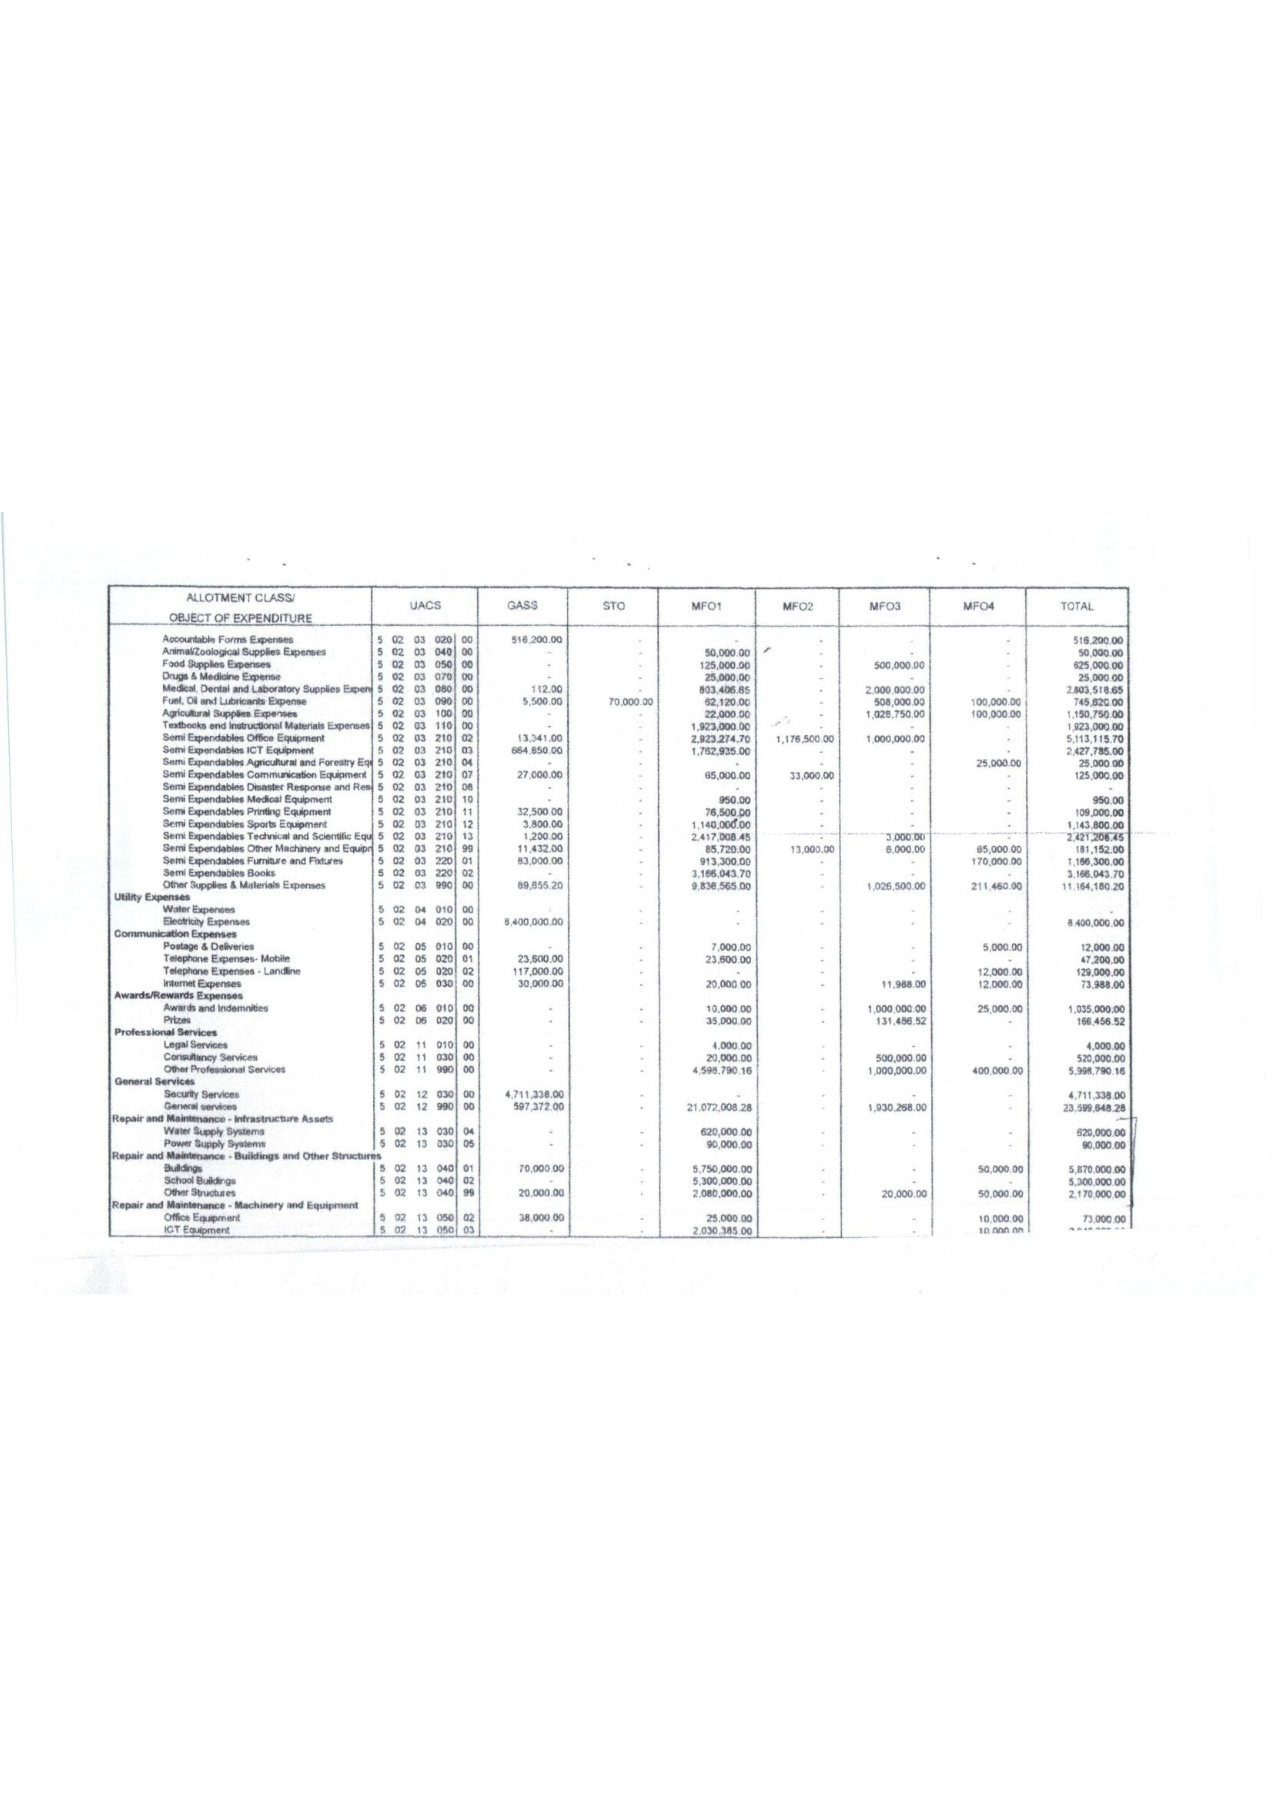 ALLOTMENT CLASS/
OBJECT OF EXPENDITURE UACS GASS STO MFO1 MFO2 MFO3 MFO4 TOTAL
Accountable Forms Expenses 5 02 03 020 00 516,200.00 - - - - - 516,200.00
Animal/Zoological Supplies Expenses 5 02 03 040 00 - - 50,000.00 - - - 50,000.00
Food Supplies Expenses 5 02 03 050 00 - - 125,000.00 - 500,000.00 - 625,000.00
Drugs & Medicine Expense 5 02 03 070 00 - - 25,000.00 - - - 25,000.00
Medical, Dental and Laboratory Supplies Expen 5 02 03 080 00 112.00 - 803,406.65 - 2,000,000.00 - 2,803,518.65
Fuel, Oil and Lubricants Expense 5 02 03 090 00 5,500.00 70,000.00 62,120.00 - 508,000.00 100,000.00 745,620.00
Agricultural Supplies Expenses 5 02 03 100 00 - - 22,000.00 - 1,028,750.00 100,000.00 1,150,750.00
Textbooks and Instructional Materials Expenses 5 02 03 110 00 - - 1,923,000.00 - - - 1,923,000.00
Semi Expendables Office Equipment 5 02 03 210 02 13,341.00 - 2,923,274.70 1,176,500.00 1,000,000.00 - 5,113,115.70
Semi Expendables ICT Equipment 5 02 03 210 03 664,850.00 - 1,762,935.00 - - - 2,427,785.00
Semi Expendables Agricultural and Forestry Eq 5 02 03 210 04 - - - - - 25,000.00 25,000.00
Semi Expendables Communication Equipment 5 02 03 210 07 27,000.00 - 65,000.00 33,000.00 - - 125,000.00
Semi Expendables Disaster Response and Res 5 02 03 210 08 - - - - - - -
Semi Expendables Medical Equipment 5 02 03 210 10 - - 950.00 - - - 950.00
Semi Expendables Printing Equipment 5 02 03 210 11 32,500.00 - 76,500.00 - - - 109,000.00
Semi Expendables Sports Equipment 5 02 03 210 12 3,800.00 - 1,140,000.00 - - - 1,143,800.00
Semi Expendables Technical and Scientific Equ 5 02 03 210 13 1,200.00 - 2,417,008.45 - 3,000.00 - 2,421,208.45
Semi Expendables Other Machinery and Equipn 5 02 03 210 99 11,432.00 - 85,720.00 13,000.00 6,000.00 65,000.00 181,152.00
Semi Expendables Furniture and Fixtures 5 02 03 220 01 83,000.00 - 913,300.00 - - 170,000.00 1,166,300.00
Semi Expendables Books 5 02 03 220 02 - - 3,166,043.70 - - - 3,166,043.70
Other Supplies & Materials Expenses 5 02 03 990 00 89,655.20 - 9,836,565.00 - 1,026,500.00 211,460.00 11,164,180.20
Utility Expenses
Water Expenses 5 02 04 010 00 - - - - - - -
Electricity Expenses 5 02 04 020 00 8,400,000.00 - - - - - 8,400,000.00
Communication Expenses
Postage & Deliveries 5 02 05 010 00 - - 7,000.00 - - 5,000.00 12,000.00
Telephone Expenses- Mobile 5 02 05 020 01 23,600.00 - 23,600.00 - - - 47,200.00
Telephone Expenses - Landline 5 02 05 020 02 117,000.00 - - - - 12,000.00 129,000.00
Internet Expenses 5 02 05 030 00 30,000.00 - 20,000.00 - 11,988.00 12,000.00 73,988.00
Awards/Rewards Expenses
Awards and Indemnities 5 02 06 010 00 - - 10,000.00 - 1,000,000.00 25,000.00 1,035,000.00
Prizes 5 02 06 020 00 - - 35,000.00 - 131,456.52 - 166,456.52
Professional Services
Legal Services 5 02 11 010 00 - - 4,000.00 - - - 4,000.00
Consultancy Services 5 02 11 030 00 - - 20,000.00 - 500,000.00 - 520,000.00
Other Professional Services 5 02 11 990 00 - - 4,598,790.16 - 1,000,000.00 400,000.00 5,998,790.16
General Services
Security Services 5 02 12 030 00 4,711,338.00 - - - - - 4,711,338.00
General services 5 02 12 990 00 597,372.00 - 21,072,008.28 - 1,930,268.00 - 23,599,648.28
Repair and Maintenance - Infrastructure Assets
Water Supply Systems 5 02 13 030 04 - - 620,000.00 - - - 620,000.00
Power Supply Systems 5 02 13 030 05 - - 90,000.00 - - - 90,000.00
Repair and Maintenance - Buildings and Other Structures
Buildings 5 02 13 040 01 70,000.00 - 5,750,000.00 - - 50,000.00 5,870,000.00
School Buildings 5 02 13 040 02 - - 5,300,000.00 - - - 5,300,000.00
Other Structures 5 02 13 040 99 20,000.00 - 2,080,000.00 - 20,000.00 50,000.00 2,170,000.00
Repair and Maintenance - Machinery and Equipment
Office Equipment 5 02 13 050 02 38,000.00 - 25,000.00 - - 10,000.00 73,000.00
ICT Equipment 5 02 13 050 03 - - 2,030,385.00 - - 10,000.00